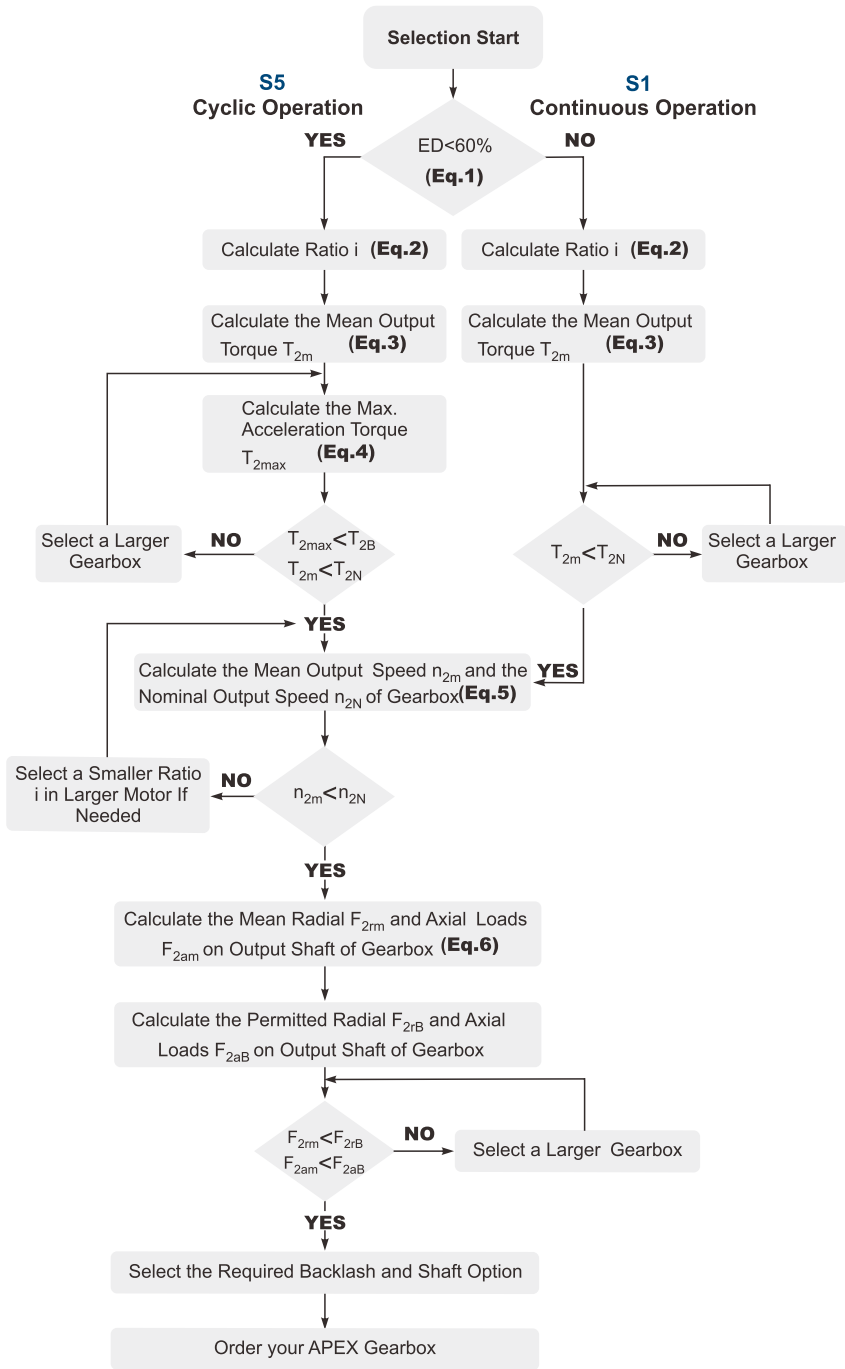 Selection Start
S5
Cyclic Operation
S1
Continuous Operation
YES
ED<60%
(Eq.1)
NO
Calculate Ratio i (Eq.2)
Calculate Ratio i (Eq.2)
Calculate the Mean Output
Torque T2m (Eq.3)
Calculate the Mean Output
Torque T2m (Eq.3)
Calculate the Max.
Acceleration Torque
T2max (Eq.4)
Select a Larger
Gearbox
NO
T2max<T2B
T2m<T2N
T2m<T2N
NO
Select a Larger
Gearbox
YES
Calculate the Mean Output Speed n2m and the
Nominal Output Speed n2N of Gearbox(Eq.5)
YES
Select a Smaller Ratio
i in Larger Motor If
Needed
NO
n2m<n2N
YES
Calculate the Mean Radial F2rm and Axial Loads
F2am on Output Shaft of Gearbox (Eq.6)
Calculate the Permitted Radial F2rB and Axial
Loads F2aB on Output Shaft of Gearbox
F2rm<F2rB
F2am<F2aB
NO
Select a Larger Gearbox
YES
Select the Required Backlash and Shaft Option
Order your APEX Gearbox